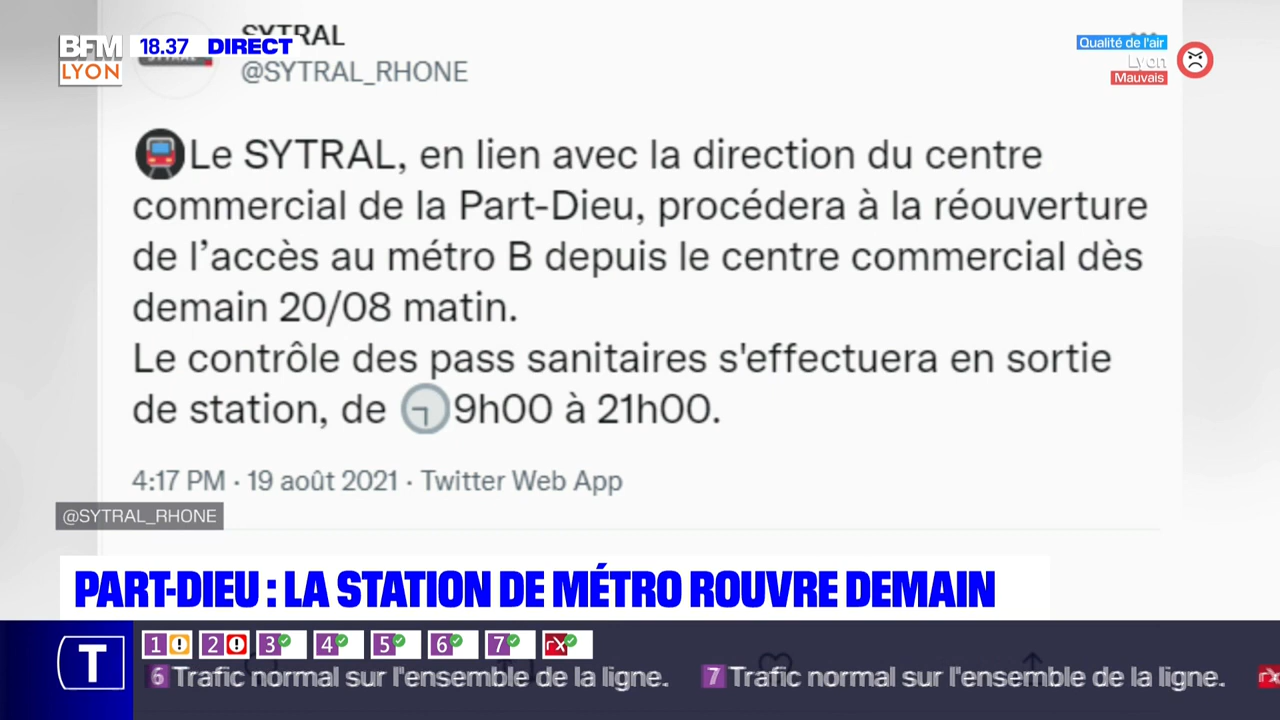 SYTRAL
@SYTRAL_RHONE
BFM
LYON
18.37 DIRECT
Qualité de l'air
Lyon
Mauvais
Le SYTRAL, en lien avec la direction du centre
commercial de la Part-Dieu, procédera à la réouverture
de l’accès au métro B depuis le centre commercial dès
demain 20/08 matin.
Le contrôle des pass sanitaires s'effectuera en sortie
de station, de 9h00 à 21h00.
4:17 PM · 19 août 2021 · Twitter Web App
@SYTRAL_RHONE
PART-DIEU : LA STATION DE MÉTRO ROUVRE DEMAIN
T
1 2 3 4 5 6 7 rX
6 Trafic normal sur l'ensemble de la ligne. 7 Trafic normal sur l'ensemble de la ligne. rX